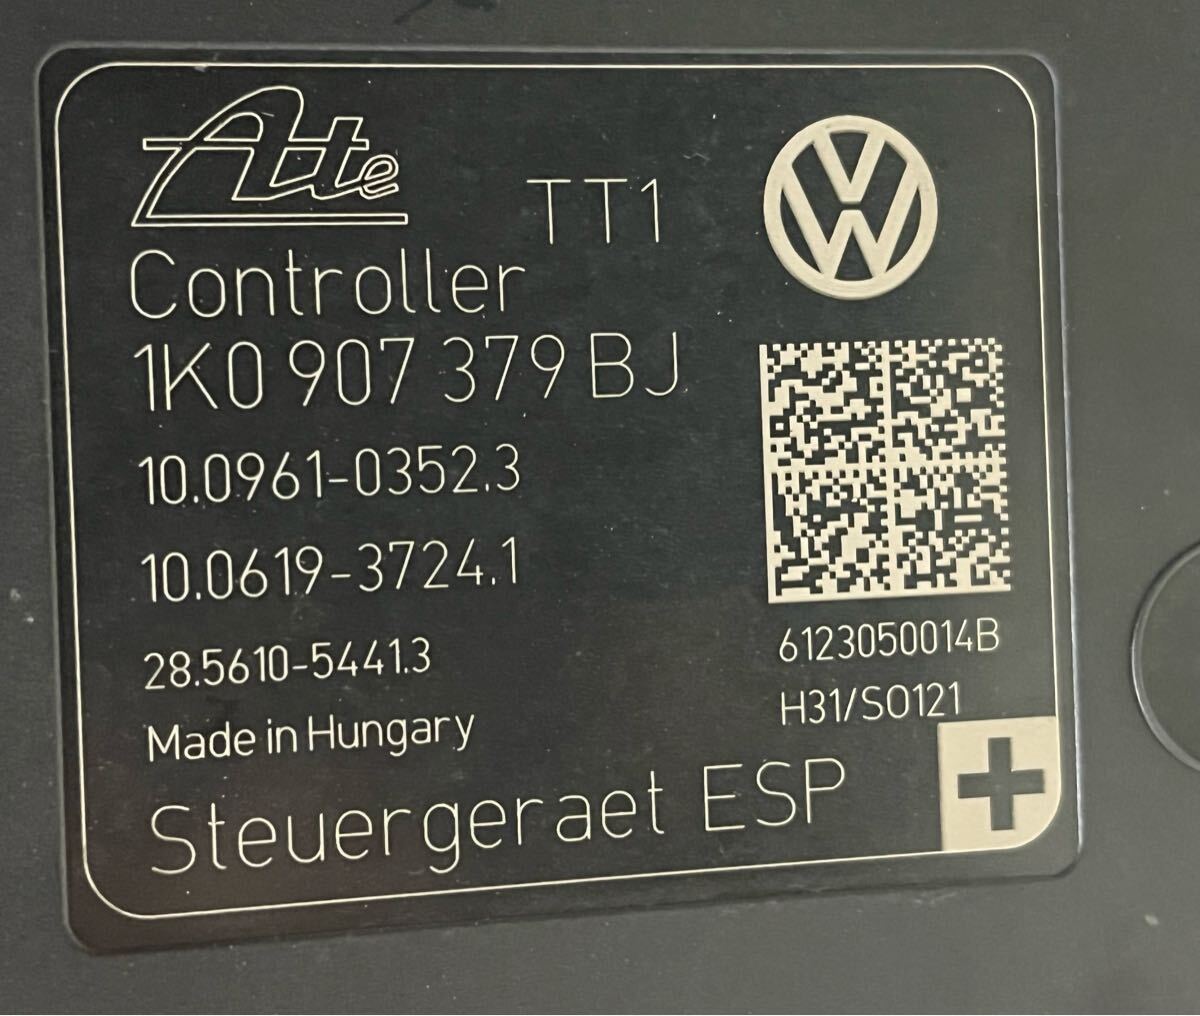 Ate
TT1
Controller
1K0 907 379 BJ
10.0961-0352.3
10.0619-3724.1
28.5610-5441.3
Made in Hungary
6123050014B
H31/SO121
Steuergeraet ESP